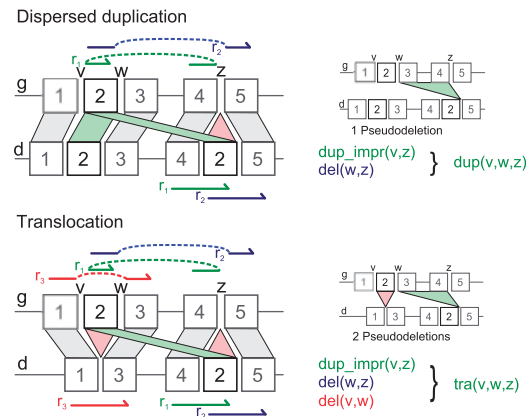 Dispersed duplication
r2
r1
v w z
g 1 2 3 4 5
d 1 2 3 4 2 5
r1
r2
v w z
g 1 2 3 4 5
d 1 2 3 4 2 5
1 Pseudodeletion
dup_impr(v,z)
del(w,z)
} dup(v,w,z)
Translocation
r2
r1
r3
v w z
g 1 2 3 4 5
d 1 3 4 2 5
r3 r1
r2
v w z
g 1 2 3 4 5
d 1 3 4 2 5
2 Pseudodeletions
dup_impr(v,z)
del(w,z)
del(v,w)
} tra(v,w,z)